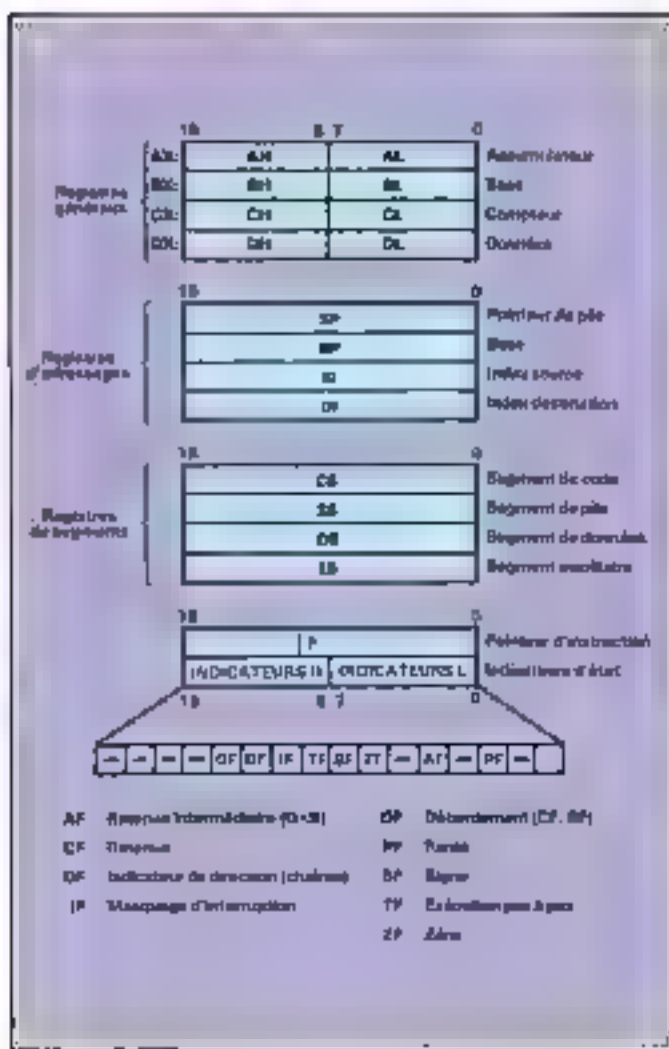 15 8 7 0
AX: AH AL Accumulateur
BX: BH BL Base
CX: CH CL Compteur
DX: DH DL Données
Registres
généraux
15 0
SP Pointeur de pile
BP Base
SI Index source
DI Index destination
Registres
d'adressages
15 0
CS Segment de code
SS Segment de pile
DS Segment de données
ES Segment auxiliaire
Registres
de segments
15 0
IP Pointeur d'instruction
INDICATEURS H INDICATEURS L Indicateurs d'état
15 8 7 0
— — — — OF DF IF TF SF ZF — AF — PF —
AF Retenue intermédiaire
CF Retenue
DF Indicateur de direction (chaînes)
IF Masquage d'interruption
OF Débordement
PF Parité
SF Signe
TF Exécution pas à pas
ZF Zéro